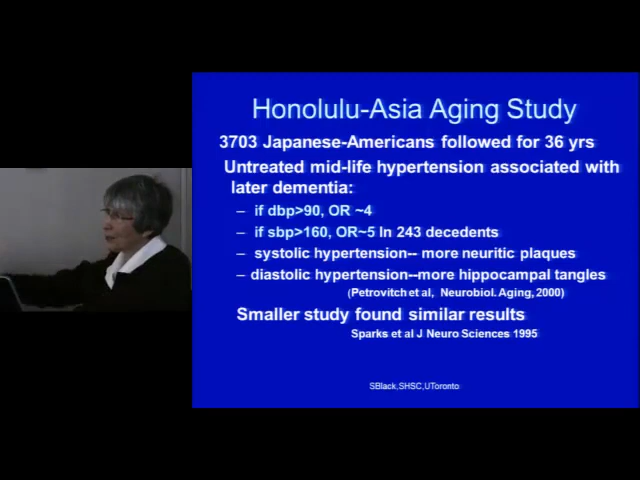 Honolulu-Asia Aging Study
3703 Japanese-Americans followed for 36 yrs
Untreated mid-life hypertension associated with
later dementia:
– if dbp>90, OR ~4
– if sbp>160, OR~5 In 243 decedents
– systolic hypertension-- more neuritic plaques
– diastolic hypertension--more hippocampal tangles
(Petrovitch et al, Neurobiol. Aging, 2000)
Smaller study found similar results
Sparks et al J Neuro Sciences 1995
SBlack,SHSC,UToronto